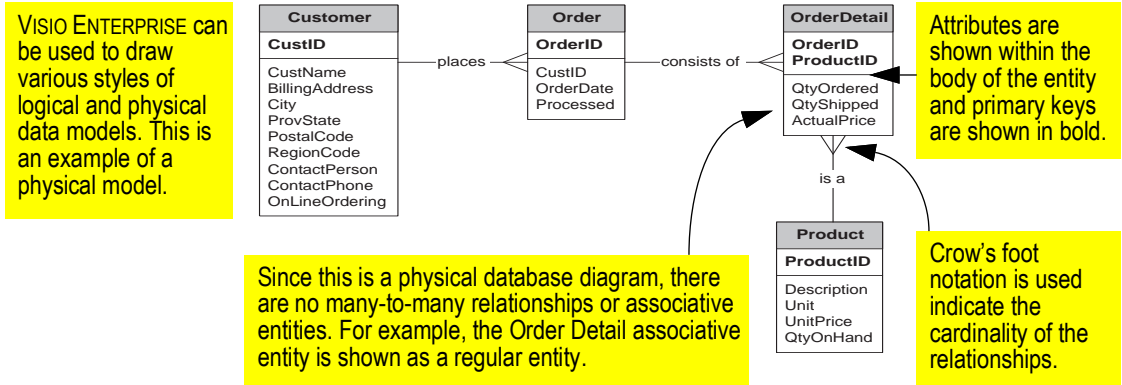 VISIO ENTERPRISE can
be used to draw
various styles of
logical and physical
data models. This is
an example of a
physical model.
Customer
CustID
CustName
BillingAddress
City
ProvState
PostalCode
RegionCode
ContactPerson
ContactPhone
OnLineOrdering
places
Order
OrderID
CustID
OrderDate
Processed
consists of
OrderDetail
OrderID
ProductID
QtyOrdered
QtyShipped
ActualPrice
Attributes are
shown within the
body of the entity
and primary keys
are shown in bold.
is a
Product
ProductID
Description
Unit
UnitPrice
QtyOnHand
Since this is a physical database diagram, there
are no many-to-many relationships or associative
entities. For example, the Order Detail associative
entity is shown as a regular entity.
Crow's foot
notation is used
indicate the
cardinality of the
relationships.